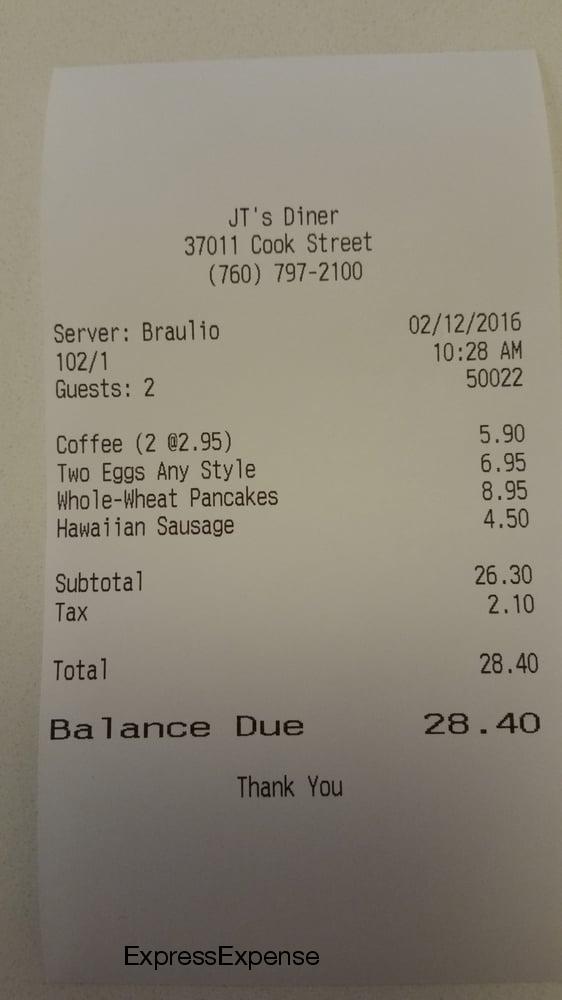 JT's Diner
37011 Cook Street
(760) 797-2100
Server: Braulio 02/12/2016
102/1 10:28 AM
Guests: 2 50022
Coffee (2 @2.95) 5.90
Two Eggs Any Style 6.95
Whole-Wheat Pancakes 8.95
Hawaiian Sausage 4.50
Subtotal 26.30
Tax 2.10
Total 28.40
Balance Due 28.40
Thank You
ExpressExpense